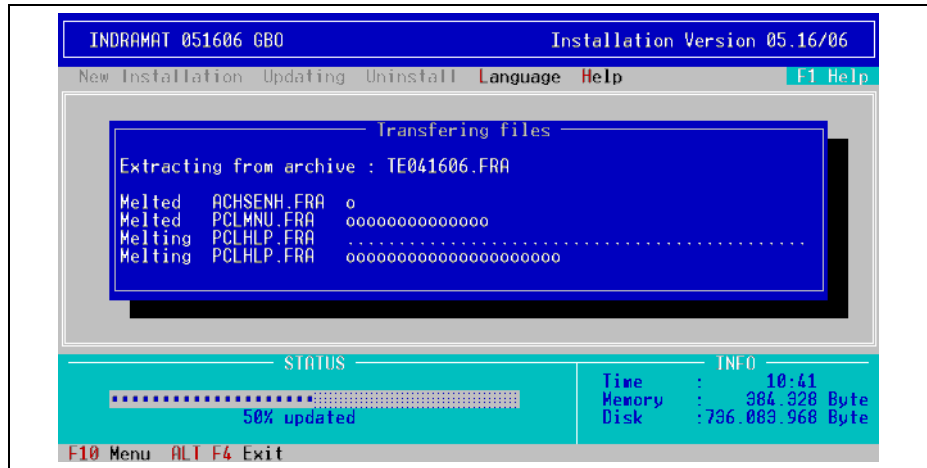 INDRAMAT 051606 GBO Installation Version 05.16/06
New Installation Updating Uninstall Language Help F1 Help
Transfering files
Extracting from archive : TE041606.FRA
Melted ACHSENH.FRA o
Melted PCLMNU.FRA oooooooooooooo
Melting PCLHLP.FRA .............................................
Melting PCLHLP.FRA ooooooooooooooooooooo
STATUS
50% updated
INFO
Time : 10:41
Memory : 384.328 Byte
Disk :736.083.968 Byte
F10 Menu ALT F4 Exit